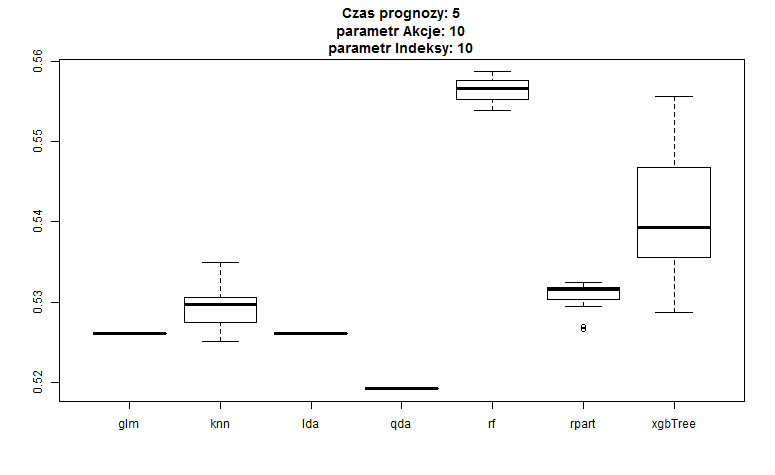 Czas prognozy: 5
parametr Akcje: 10
parametr Indeksy: 10
0.56
0.55
0.54
0.53
0.52
glm knn lda qda rf rpart xgbTree